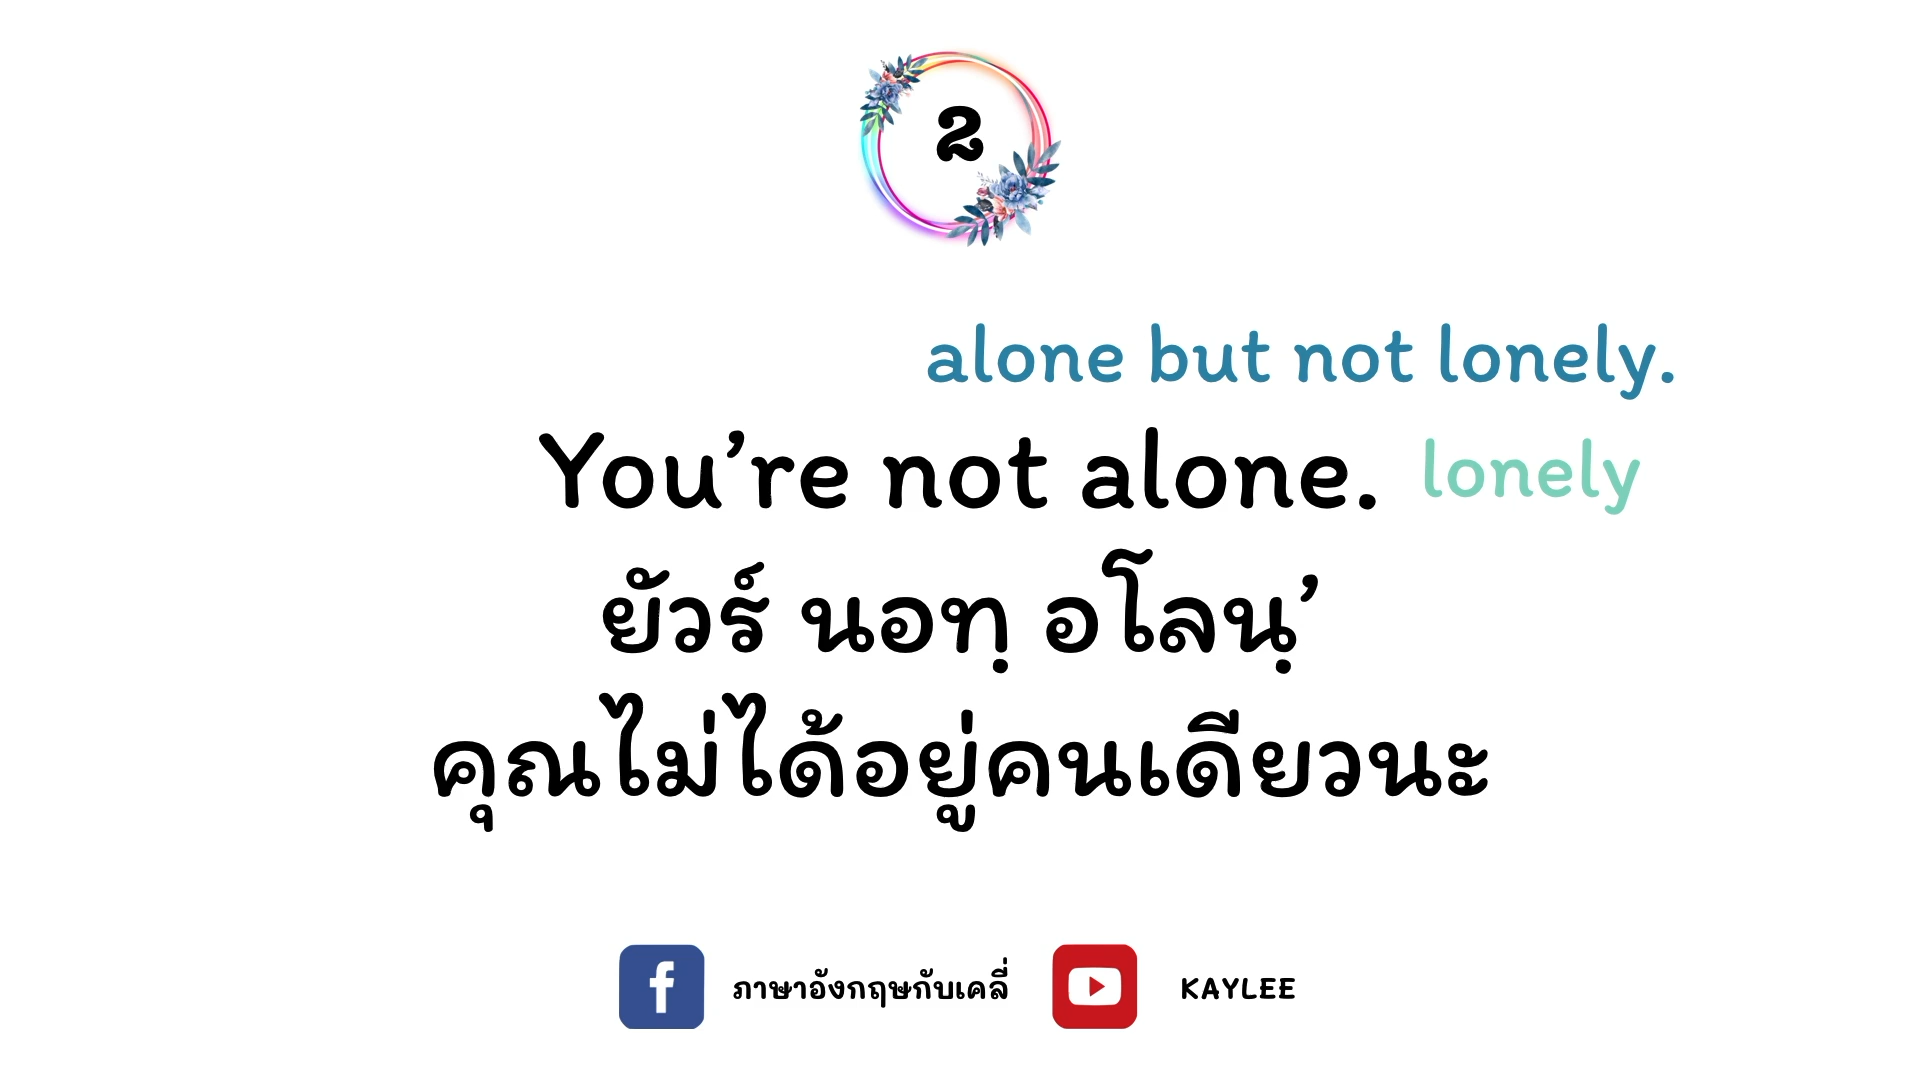 2
alone but not lonely.
You’re not alone. lonely
ยัวร์ นอทฺ อโลนฺ’
คุณไม่ได้อยู่คนเดียวนะ
ภาษาอังกฤษกับเคลี่ KAYLEE